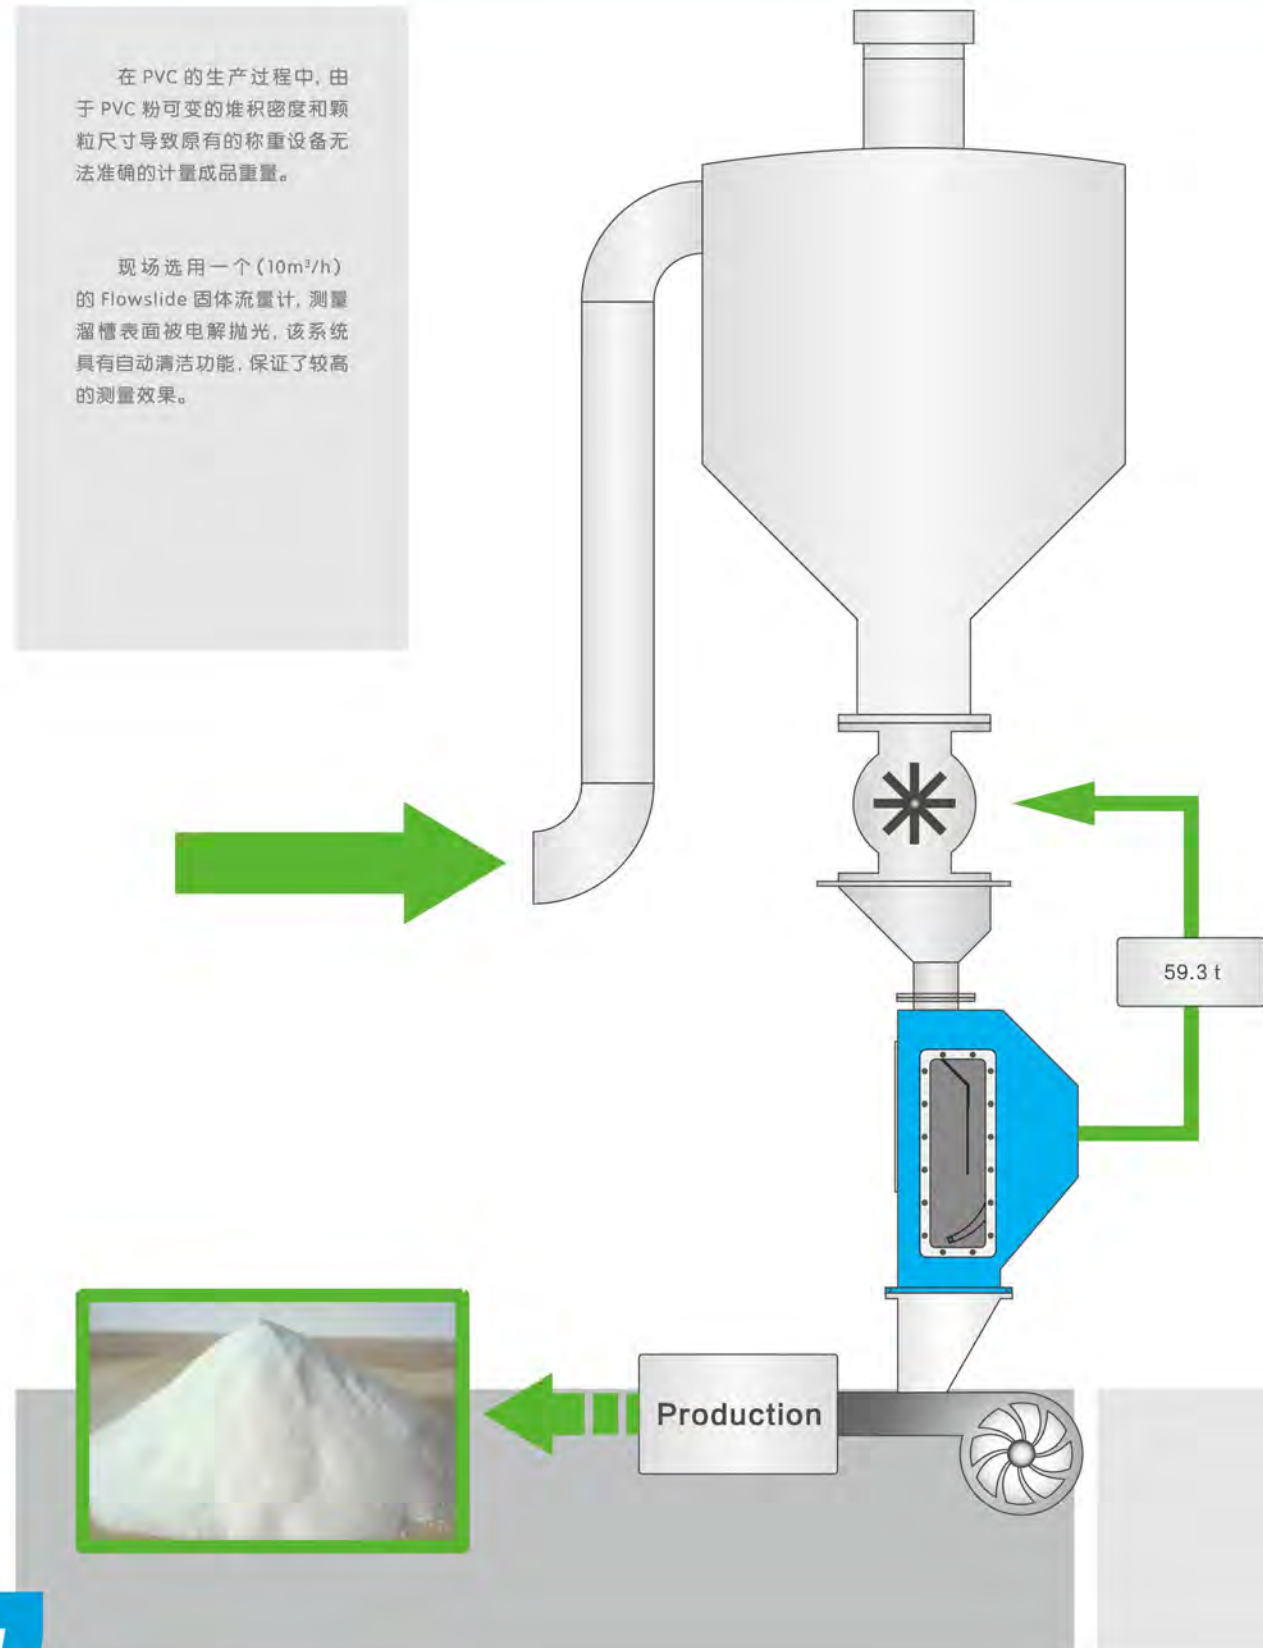 在 PVC 的生产过程中, 由
于 PVC 粉可变的堆积密度和颗
粒尺寸导致原有的称重设备无
法准确的计量成品重量。
现场选用一个(10m³/h)
的 Flowslide 固体流量计, 测量
溜槽表面被电解抛光, 该系统
具有自动清洁功能, 保证了较高
的测量效果。
59.3 t
Production